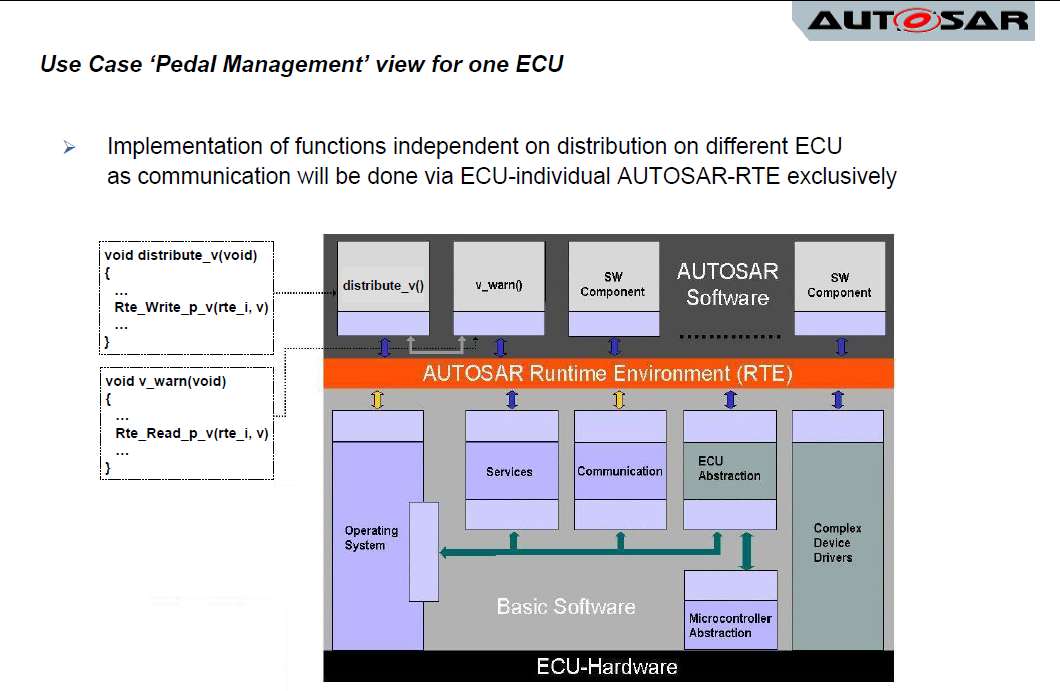 AUTOSAR
Use Case ‘Pedal Management’ view for one ECU
Implementation of functions independent on distribution on different ECU
as communication will be done via ECU-individual AUTOSAR-RTE exclusively
void distribute_v(void)
{
...
Rte_Write_p_v(rte_i, v)
...
}
void v_warn(void)
{
...
Rte_Read_p_v(rte_i, v)
...
}
distribute_v()
v_warn()
SW
Component
AUTOSAR
Software
SW
Component
AUTOSAR Runtime Environment (RTE)
Operating
System
Services
Communication
ECU
Abstraction
Complex
Device
Drivers
Basic Software
Microcontroller
Abstraction
ECU-Hardware